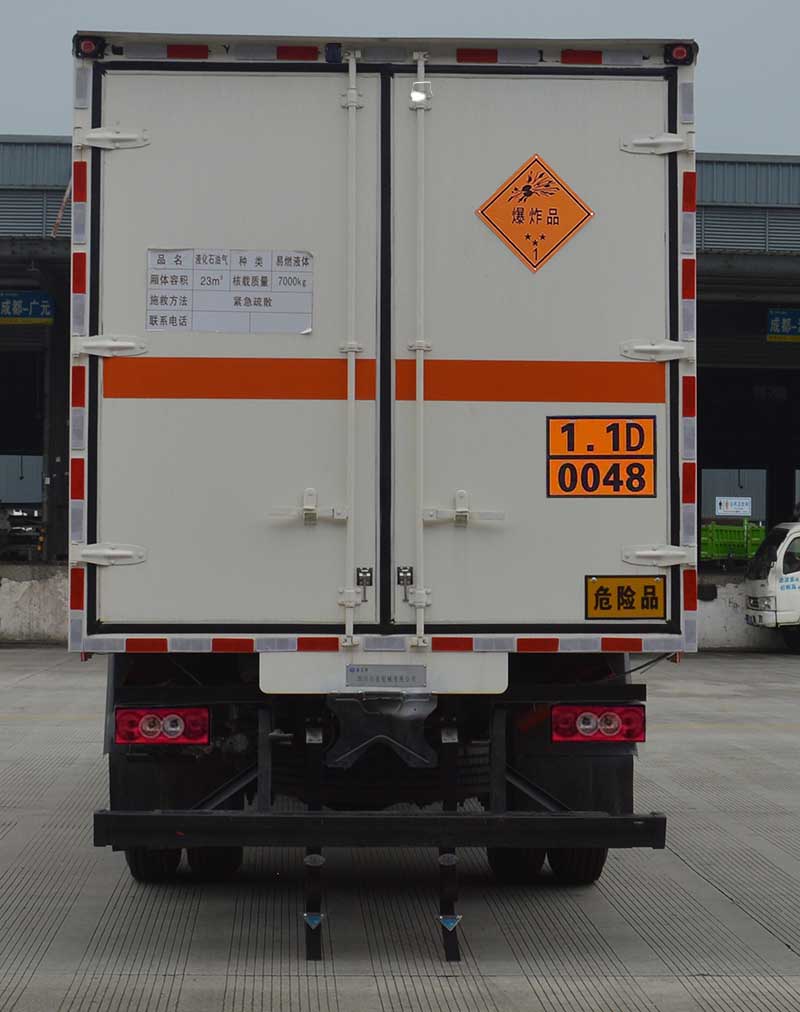 爆炸品
1
品 名 液化石油气 种 类 易燃液体
厢体容积 23m³ 核载质量 7000kg
施救方法 紧急疏散
联系电话
成都-广元
成都-
1.1D
0048
危险品